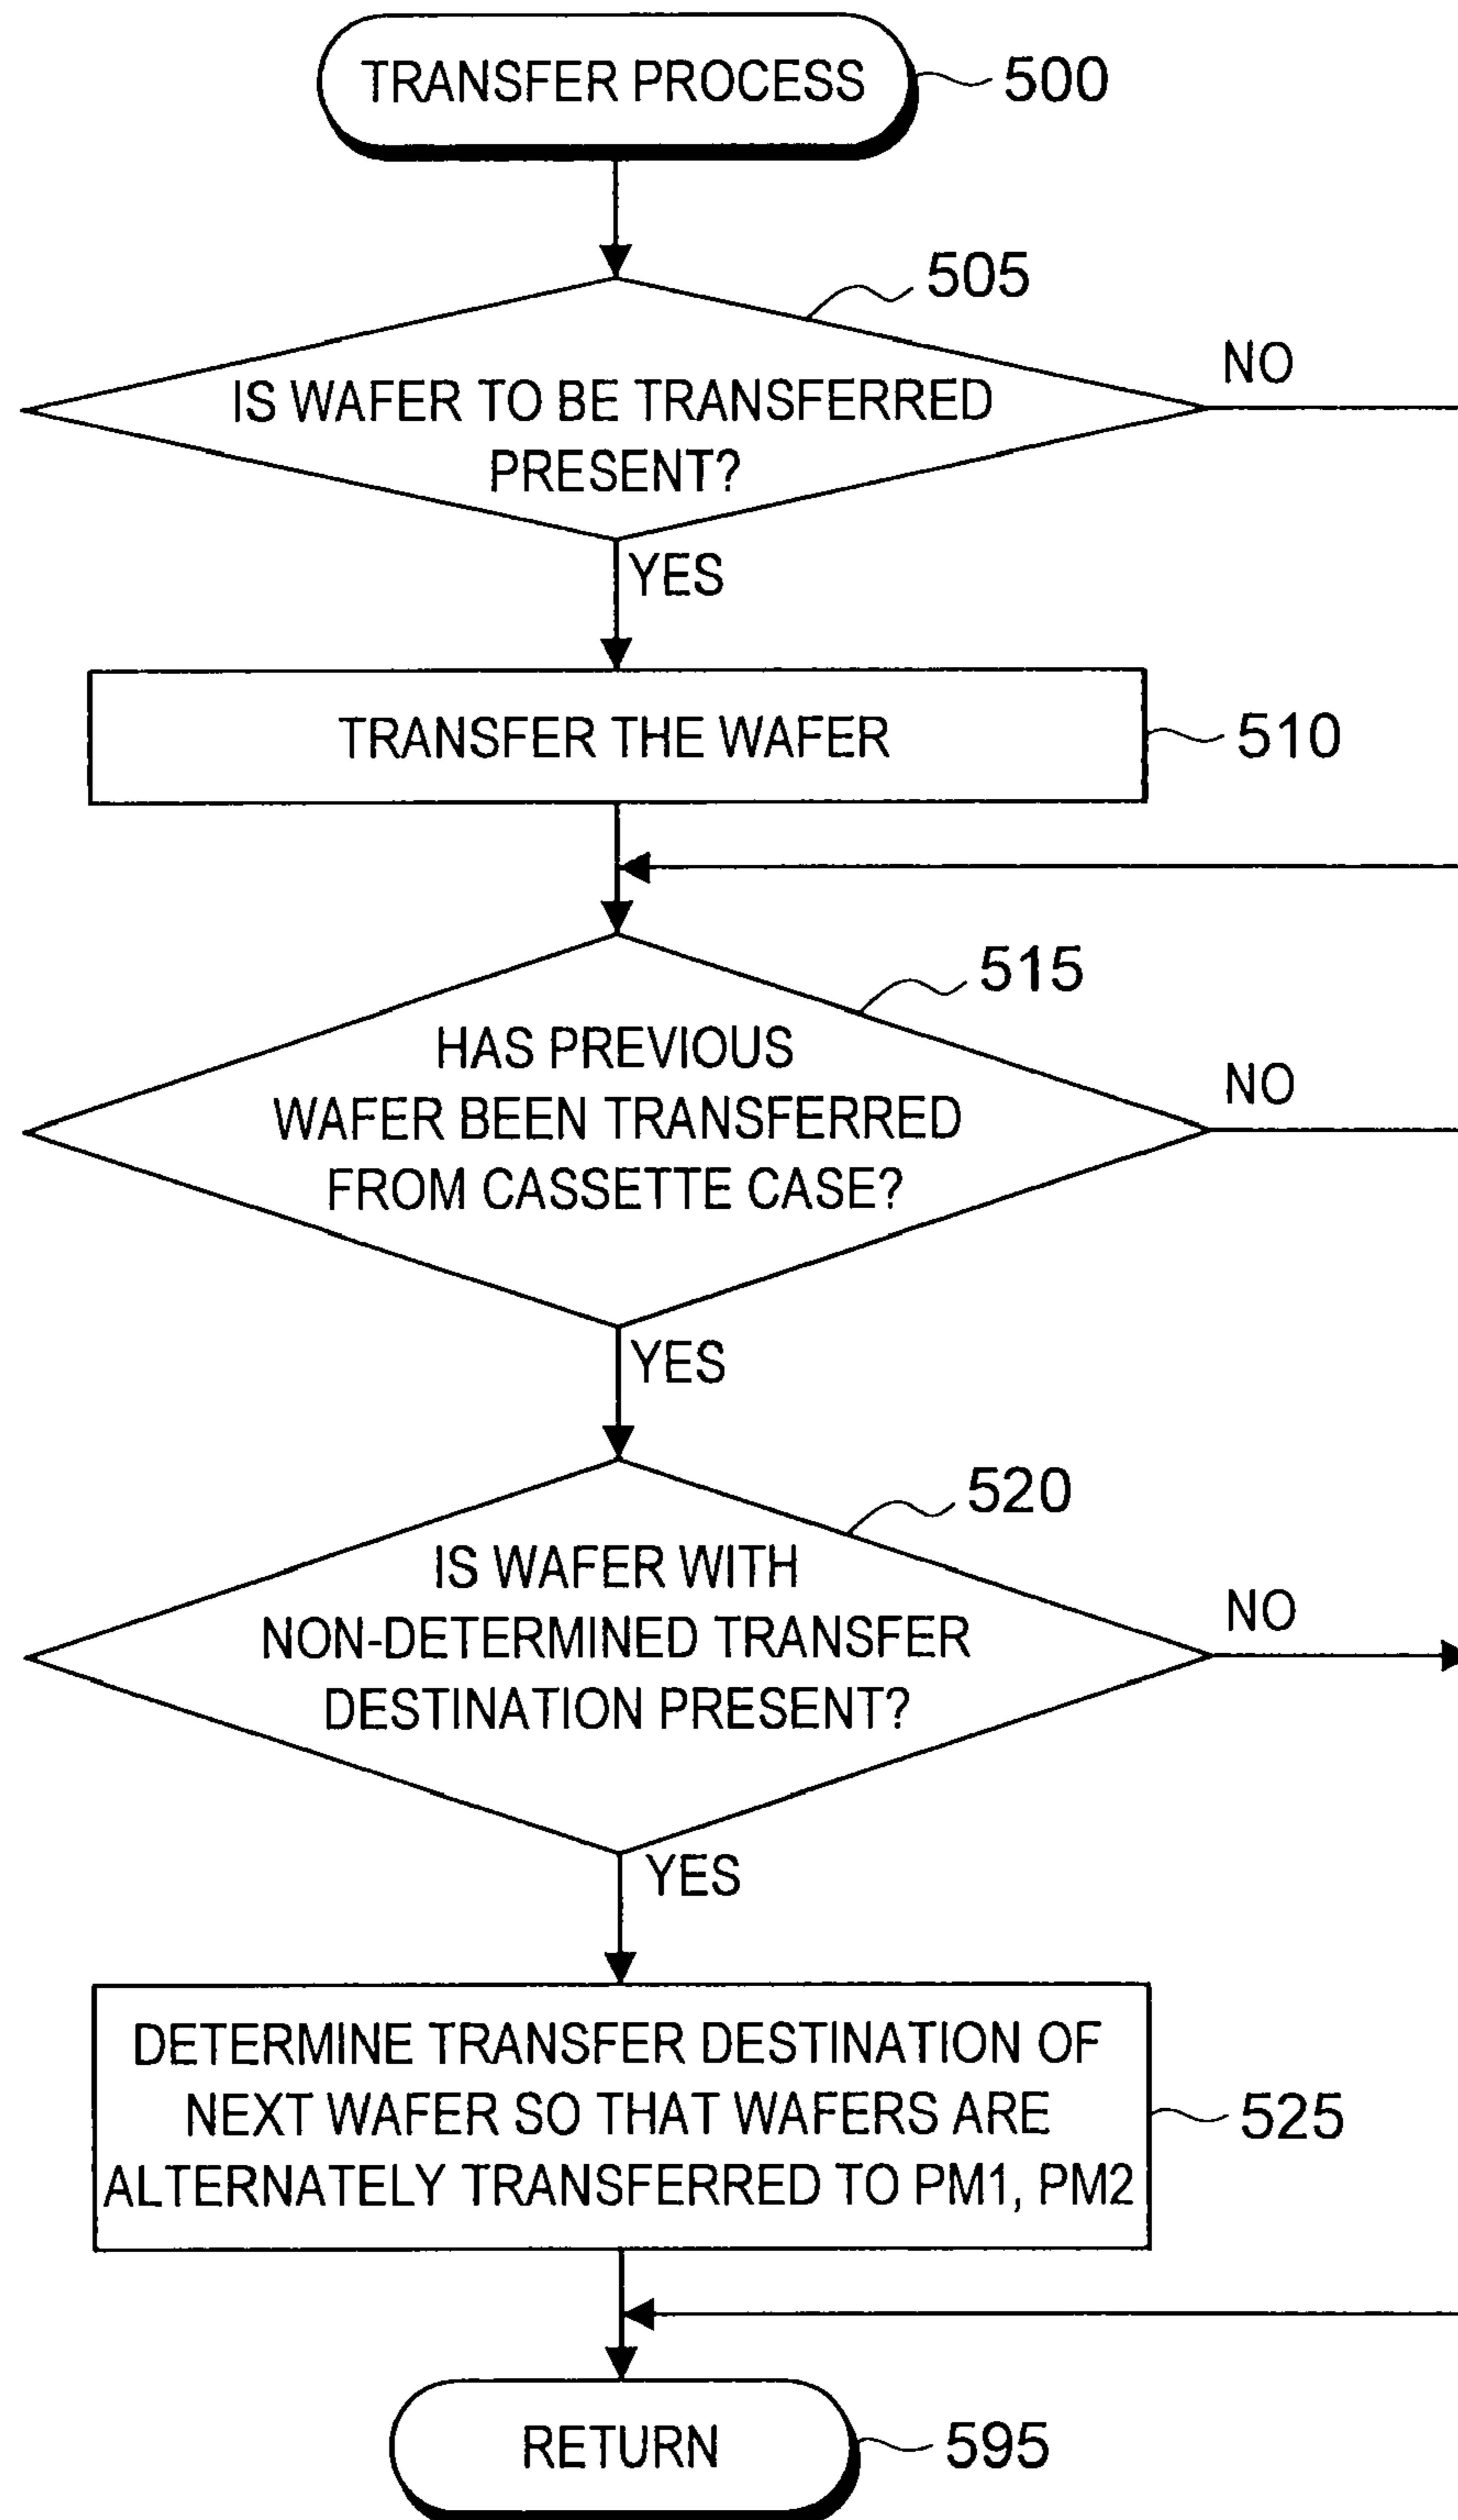 TRANSFER PROCESS
500
505
IS WAFER TO BE TRANSFERRED
PRESENT?
NO
YES
TRANSFER THE WAFER
510
515
HAS PREVIOUS
WAFER BEEN TRANSFERRED
FROM CASSETTE CASE?
NO
YES
520
IS WAFER WITH
NON-DETERMINED TRANSFER
DESTINATION PRESENT?
NO
YES
DETERMINE TRANSFER DESTINATION OF
NEXT WAFER SO THAT WAFERS ARE
ALTERNATELY TRANSFERRED TO PM1, PM2
525
RETURN
595